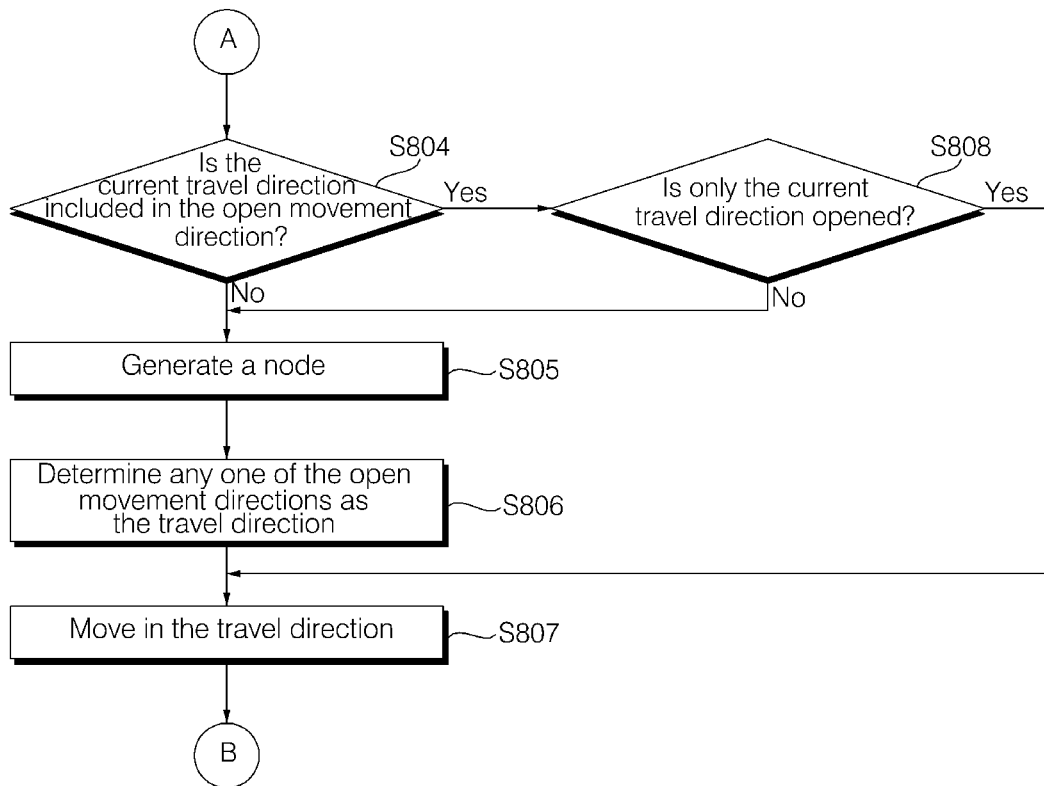 A
S804
Is the
current travel direction
included in the open movement
direction?
Yes
No
S808
Is only the current
travel direction opened?
Yes
No
Generate a node
S805
Determine any one of the open
movement directions as
the travel direction
S806
Move in the travel direction
S807
B